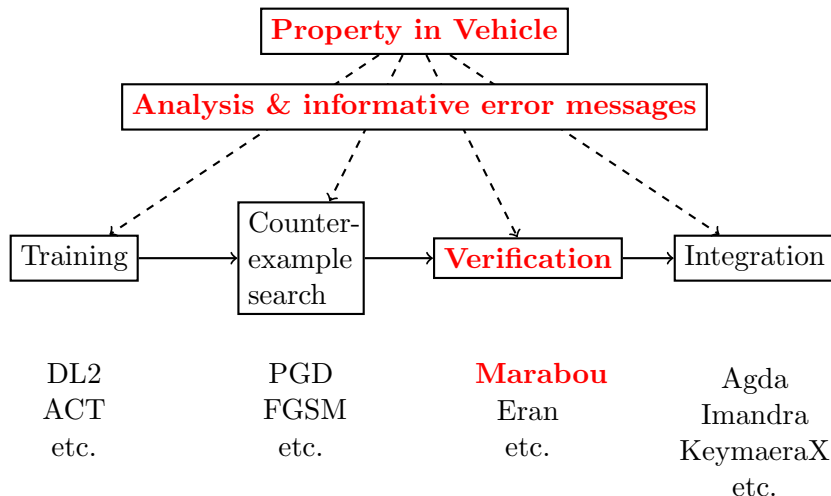 Property in Vehicle
Analysis & informative error messages
Training
Counter-
example
search
Verification
Integration
DL2
ACT
etc.
PGD
FGSM
etc.
Marabou
Eran
etc.
Agda
Imandra
KeymaeraX
etc.